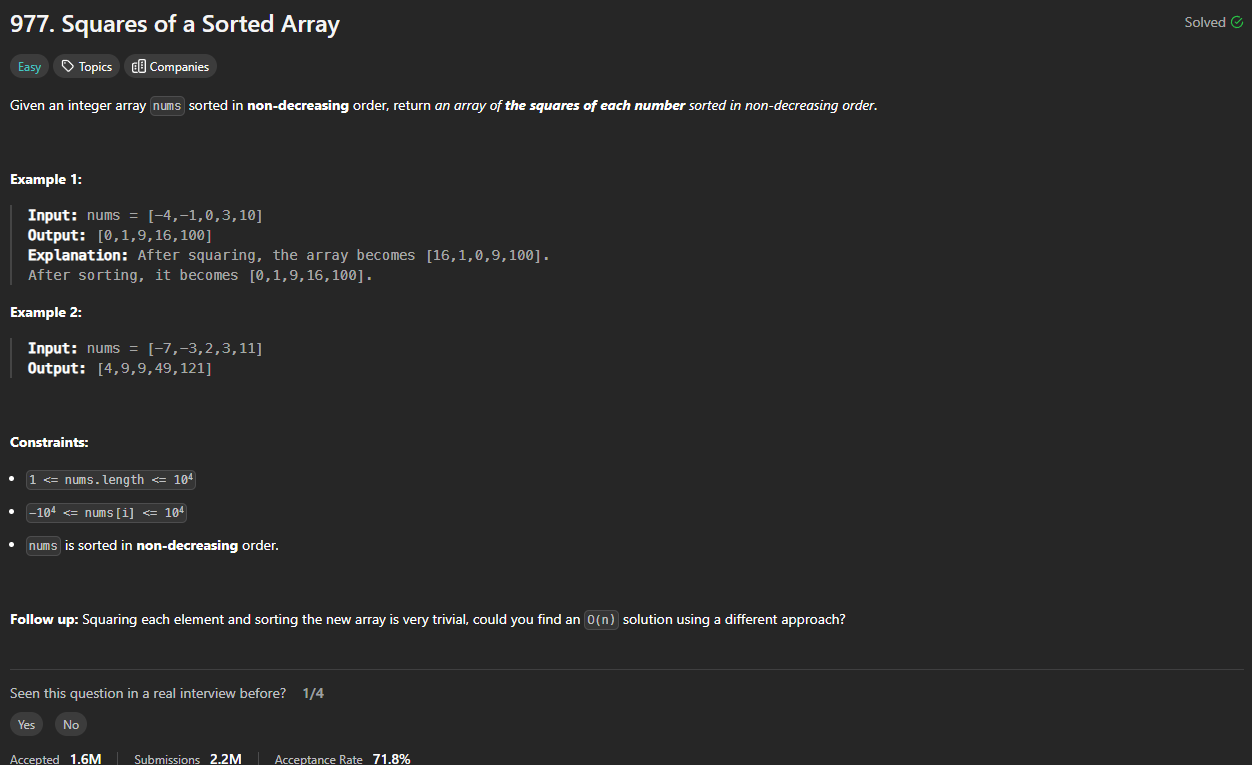 977. Squares of a Sorted Array
Solved
Easy
Topics
Companies
Given an integer array nums sorted in non-decreasing order, return an array of the squares of each number sorted in non-decreasing order.
Example 1:
Input: nums = [-4,-1,0,3,10]
Output: [0,1,9,16,100]
Explanation: After squaring, the array becomes [16,1,0,9,100].
After sorting, it becomes [0,1,9,16,100].
Example 2:
Input: nums = [-7,-3,2,3,11]
Output: [4,9,9,49,121]
Constraints:
1 <= nums.length <= 10⁴
-10⁴ <= nums[i] <= 10⁴
nums is sorted in non-decreasing order.
Follow up: Squaring each element and sorting the new array is very trivial, could you find an O(n) solution using a different approach?
Seen this question in a real interview before? 1/4
Yes No
Accepted 1.6M Submissions 2.2M Acceptance Rate 71.8%